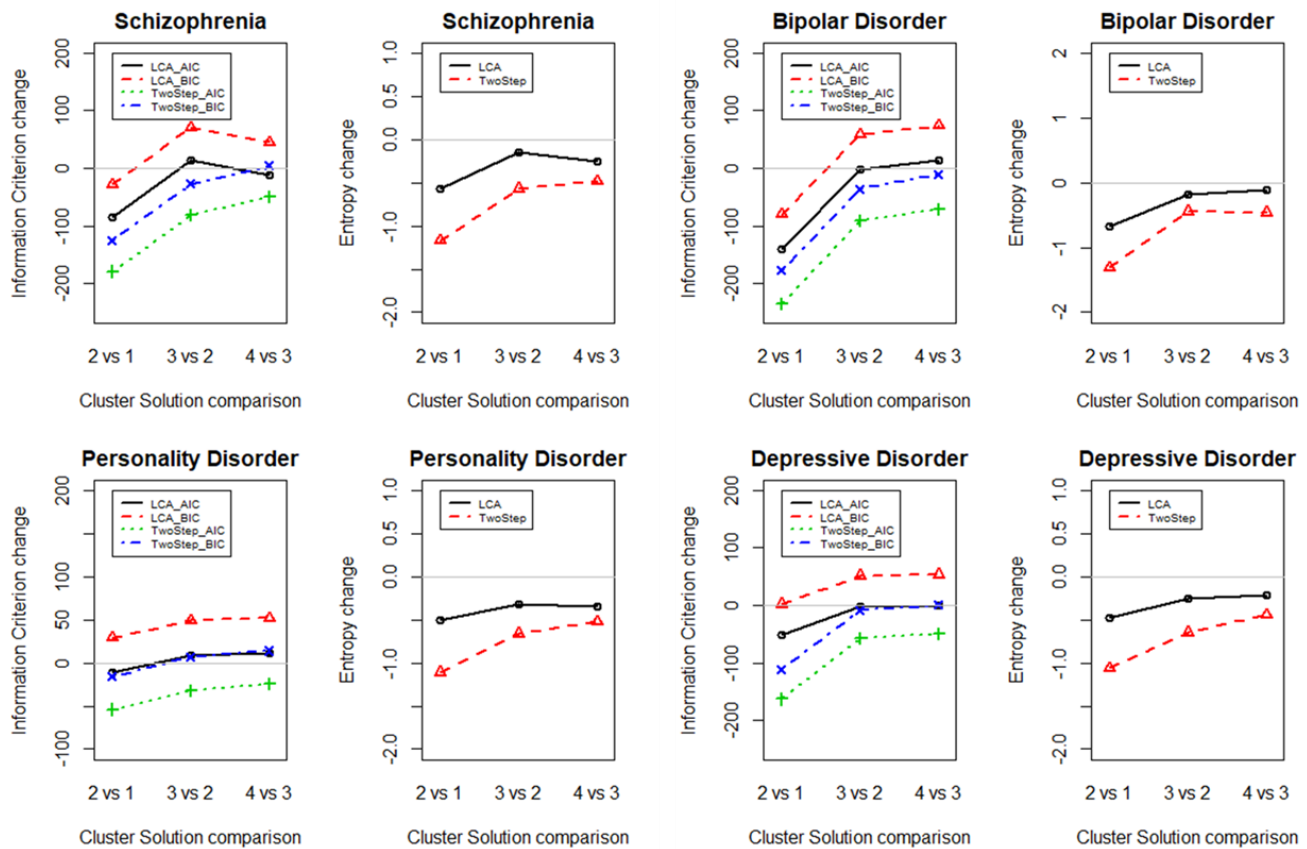 Schizophrenia
Information Criterion change
200
100
0
-100
-200
LCA_AIC
LCA_BIC
TwoStep_AIC
TwoStep_BIC
2 vs 1 3 vs 2 4 vs 3
Cluster Solution comparison
Schizophrenia
Entropy change
1.0
0.5
0.0
-1.0
-2.0
LCA
TwoStep
2 vs 1 3 vs 2 4 vs 3
Cluster Solution comparison
Bipolar Disorder
Information Criterion change
200
100
0
-100
-200
LCA_AIC
LCA_BIC
TwoStep_AIC
TwoStep_BIC
2 vs 1 3 vs 2 4 vs 3
Cluster Solution comparison
Bipolar Disorder
Entropy change
2
1
0
-1
-2
LCA
TwoStep
2 vs 1 3 vs 2 4 vs 3
Cluster Solution comparison
Personality Disorder
Information Criterion change
200
100
50
0
-100
LCA_AIC
LCA_BIC
TwoStep_AIC
TwoStep_BIC
2 vs 1 3 vs 2 4 vs 3
Cluster Solution comparison
Personality Disorder
Entropy change
1.0
0.5
0.0
-1.0
-2.0
LCA
TwoStep
2 vs 1 3 vs 2 4 vs 3
Cluster Solution comparison
Depressive Disorder
Information Criterion change
200
100
0
-100
-200
LCA_AIC
LCA_BIC
TwoStep_AIC
TwoStep_BIC
2 vs 1 3 vs 2 4 vs 3
Cluster Solution comparison
Depressive Disorder
Entropy change
1.0
0.5
0.0
-1.0
-2.0
LCA
TwoStep
2 vs 1 3 vs 2 4 vs 3
Cluster Solution comparison